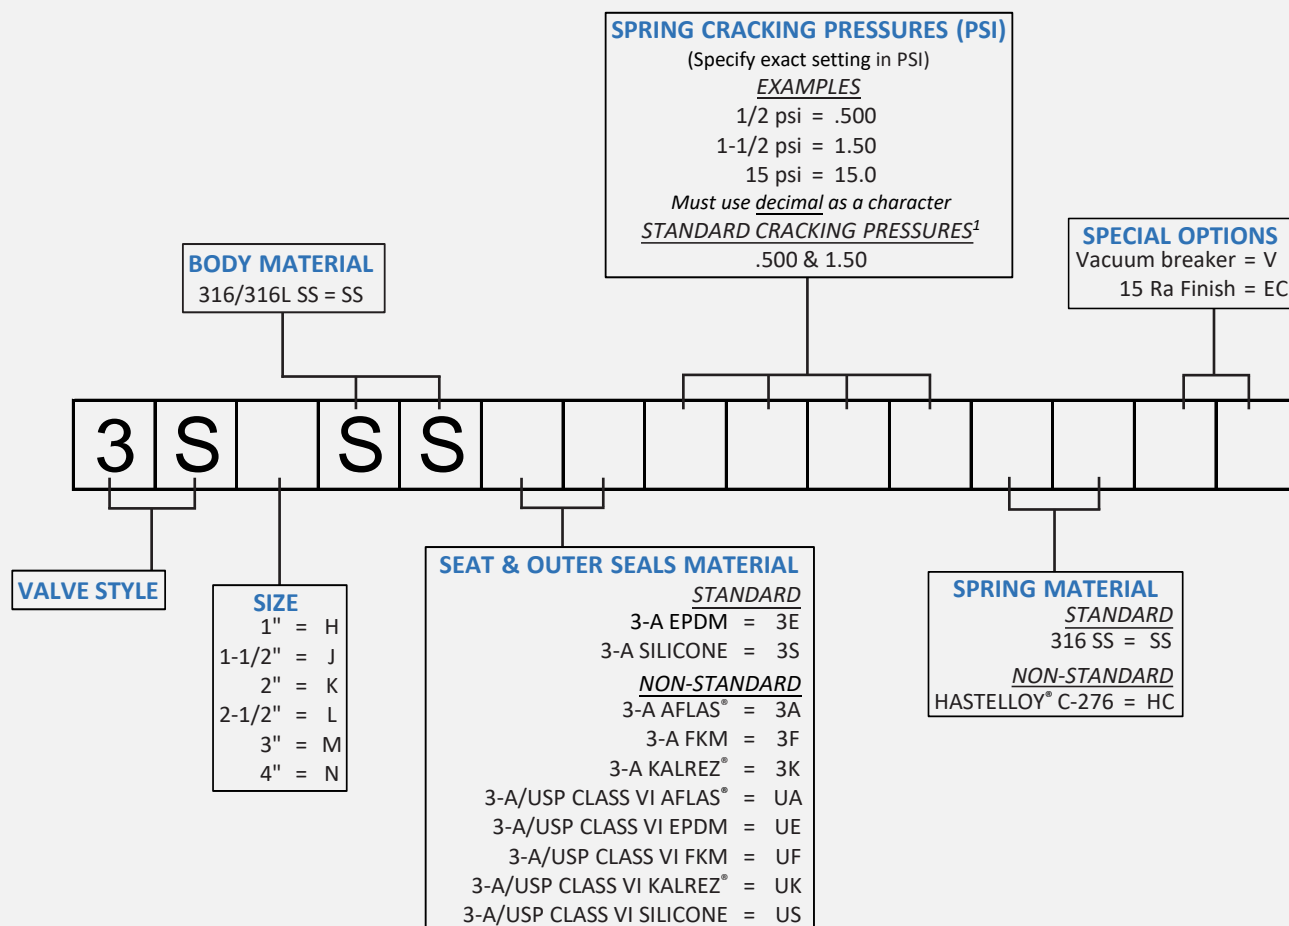 SPRING CRACKING PRESSURES (PSI)
(Specify exact setting in PSI)
EXAMPLES
1/2 psi = .500
1-1/2 psi = 1.50
15 psi = 15.0
Must use decimal as a character
STANDARD CRACKING PRESSURES¹
.500 & 1.50
BODY MATERIAL
316/316L SS = SS
SPECIAL OPTIONS
Vacuum breaker = V
15 Ra Finish = EC
3 S S S
VALVE STYLE
SIZE
1" = H
1-1/2" = J
2" = K
2-1/2" = L
3" = M
4" = N
SEAT & OUTER SEALS MATERIAL
STANDARD
3-A EPDM = 3E
3-A SILICONE = 3S
NON-STANDARD
3-A AFLAS® = 3A
3-A FKM = 3F
3-A KALREZ® = 3K
3-A/USP CLASS VI AFLAS® = UA
3-A/USP CLASS VI EPDM = UE
3-A/USP CLASS VI FKM = UF
3-A/USP CLASS VI KALREZ® = UK
3-A/USP CLASS VI SILICONE = US
SPRING MATERIAL
STANDARD
316 SS = SS
NON-STANDARD
HASTELLOY® C-276 = HC